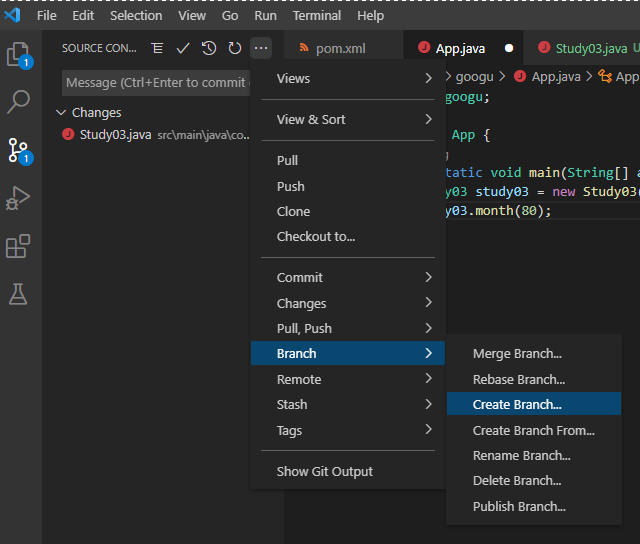 File Edit Selection View Go Run Terminal Help
SOURCE CON...
pom.xml
App.java
Study03.java U
Message (Ctrl+Enter to commit
Changes
Study03.java src\main\java\co...
1
1
Views
View & Sort
Pull
Push
Clone
Checkout to...
Commit
Changes
Pull, Push
Branch
Remote
Stash
Tags
Show Git Output
googu > App.java > App
googu;
App {
static void main(String[] a
y03 study03 = new Study03(
y03.month(80);
Merge Branch...
Rebase Branch...
Create Branch...
Create Branch From...
Rename Branch...
Delete Branch...
Publish Branch...